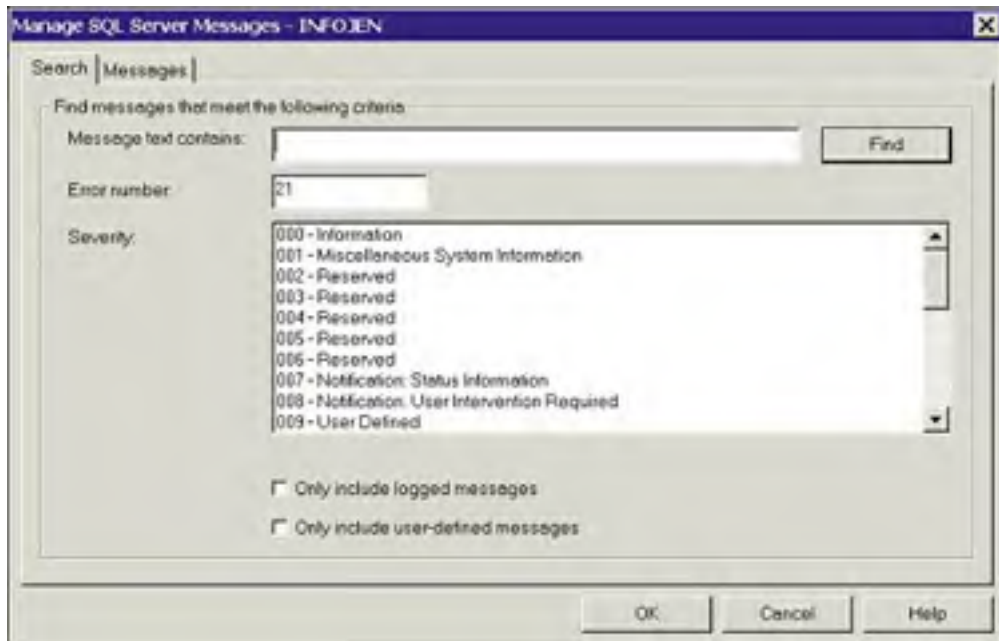 Manage SQL Server Messages - INFOJEN
Search
Messages
Find messages that meet the following criteria
Message text contains:
Find
Error number:
21
Severity:
000 - Information
001 - Miscellaneous System Information
002 - Reserved
003 - Reserved
004 - Reserved
005 - Reserved
006 - Reserved
007 - Notification: Status Information
008 - Notification: User Intervention Required
009 - User Defined
Only include logged messages
Only include user-defined messages
OK
Cancel
Help